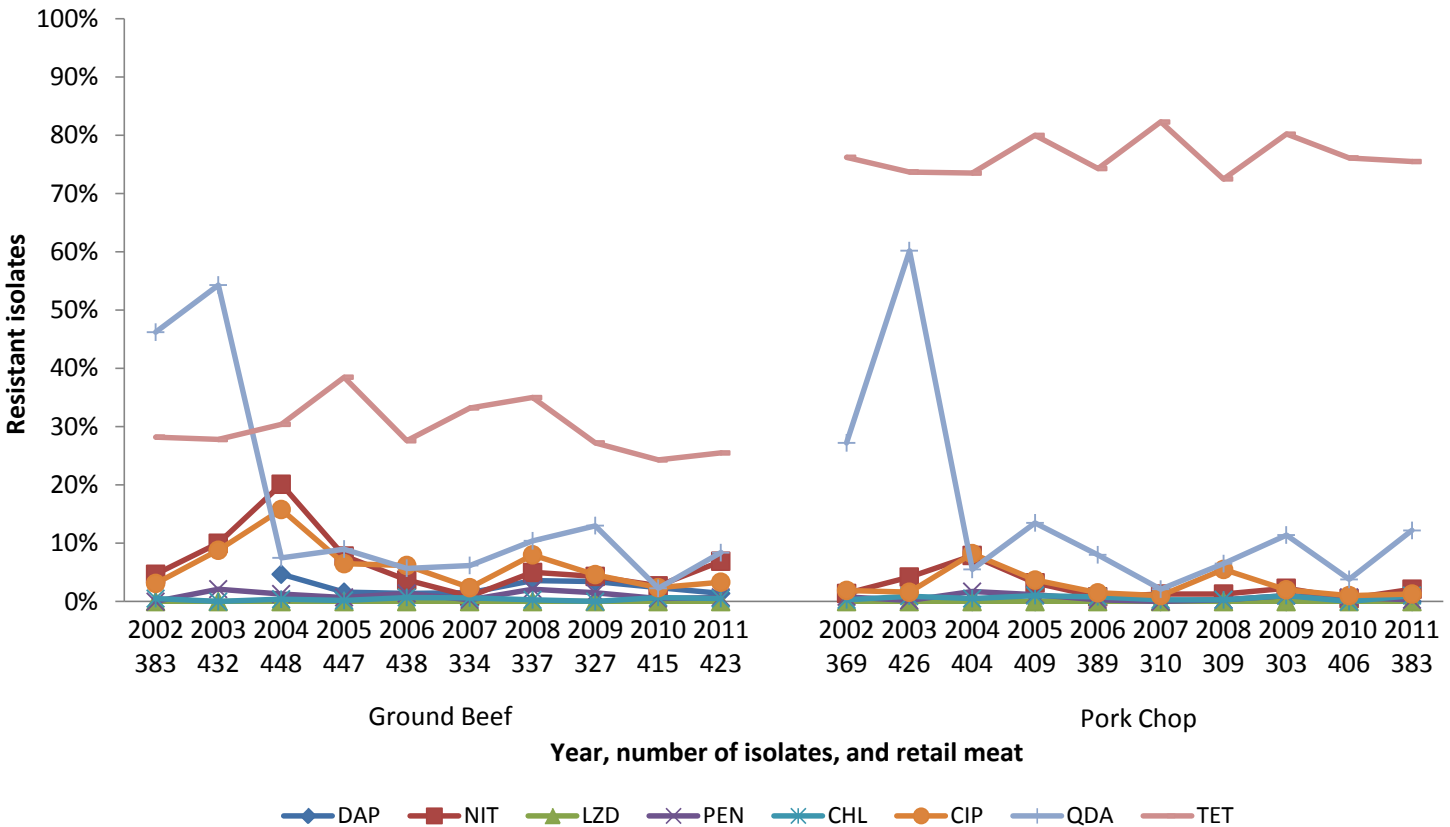 100%
90%
80%
70%
60%
50%
40%
30%
20%
10%
0%
Resistant isolates
2002 2003 2004 2005 2006 2007 2008 2009 2010 2011 2002 2003 2004 2005 2006 2007 2008 2009 2010 2011
383 432 448 447 438 334 337 327 415 423 369 426 404 409 389 310 309 303 406 383
Ground Beef Pork Chop
Year, number of isolates, and retail meat
DAP NIT LZD PEN CHL CIP QDA TET